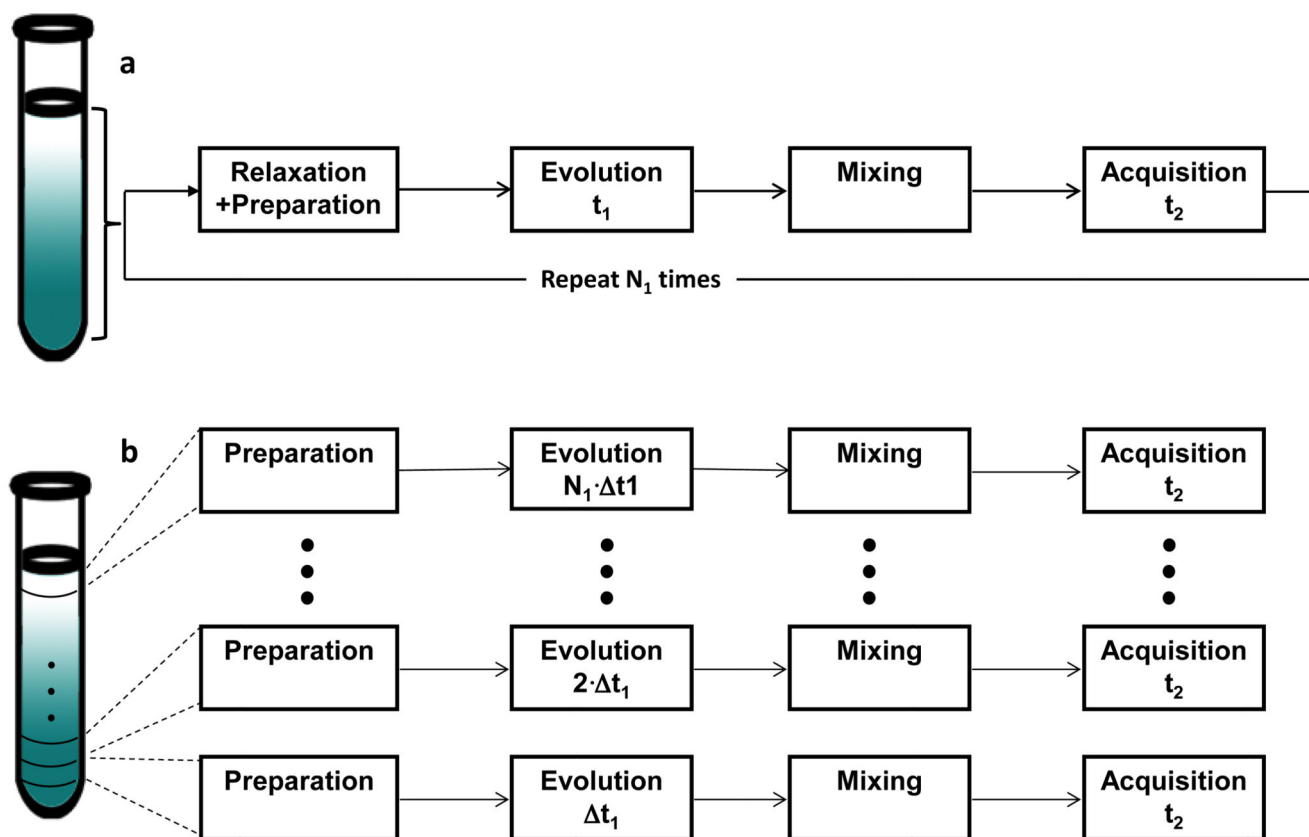 a
Relaxation
+Preparation
Evolution
t₁
Mixing
Acquisition
t₂
Repeat N₁ times
b
Preparation
Evolution
N₁·Δt1
Mixing
Acquisition
t₂
Preparation
Evolution
2·Δt₁
Mixing
Acquisition
t₂
Preparation
Evolution
Δt₁
Mixing
Acquisition
t₂